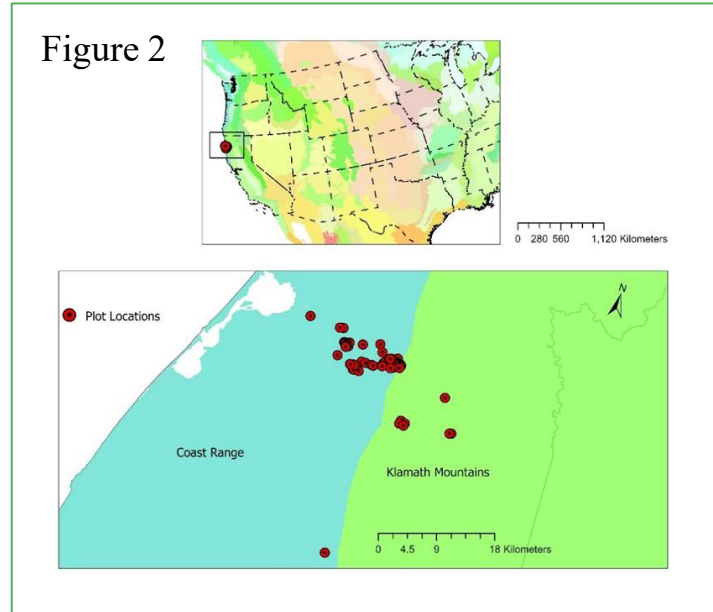 Figure 2
0 280 560 1,120 Kilometers
Plot Locations
N
Coast Range
Klamath Mountains
0 4.5 9 18 Kilometers